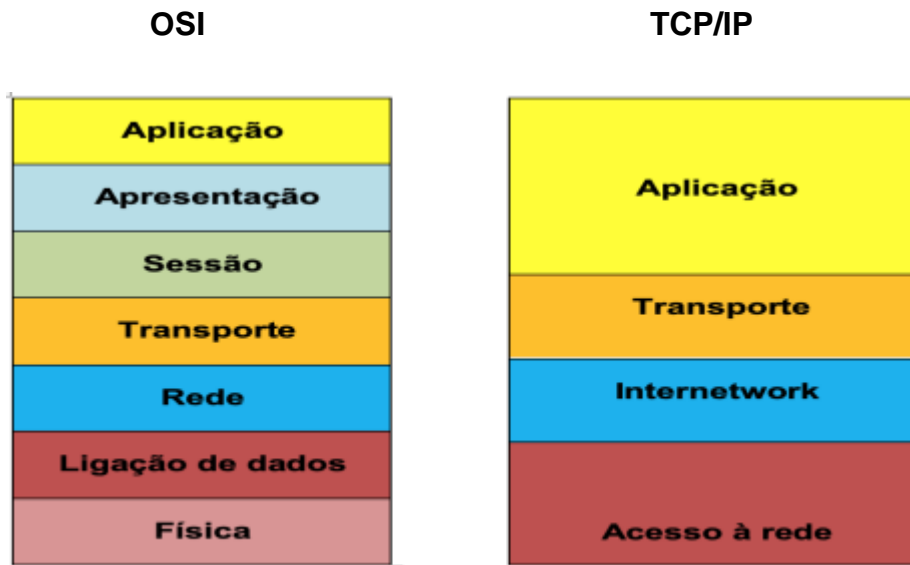 OSI
TCP/IP
Aplicação
Apresentação
Sessão
Transporte
Rede
Ligação de dados
Física
Aplicação
Transporte
Internetwork
Acesso à rede